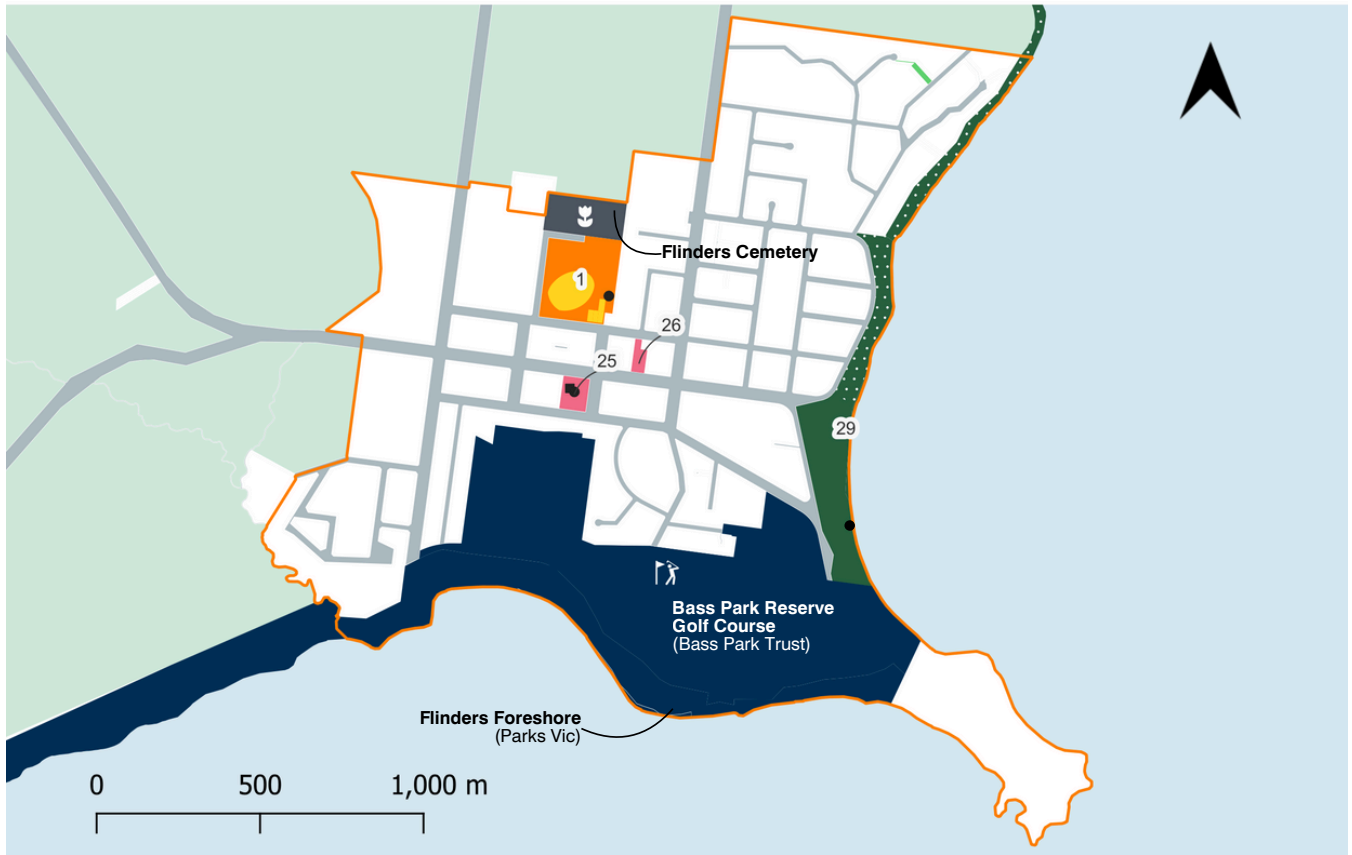 Flinders Cemetery
1
26
25
29
Bass Park Reserve
Golf Course
(Bass Park Trust)
Flinders Foreshore
(Parks Vic)
0 500 1,000 m